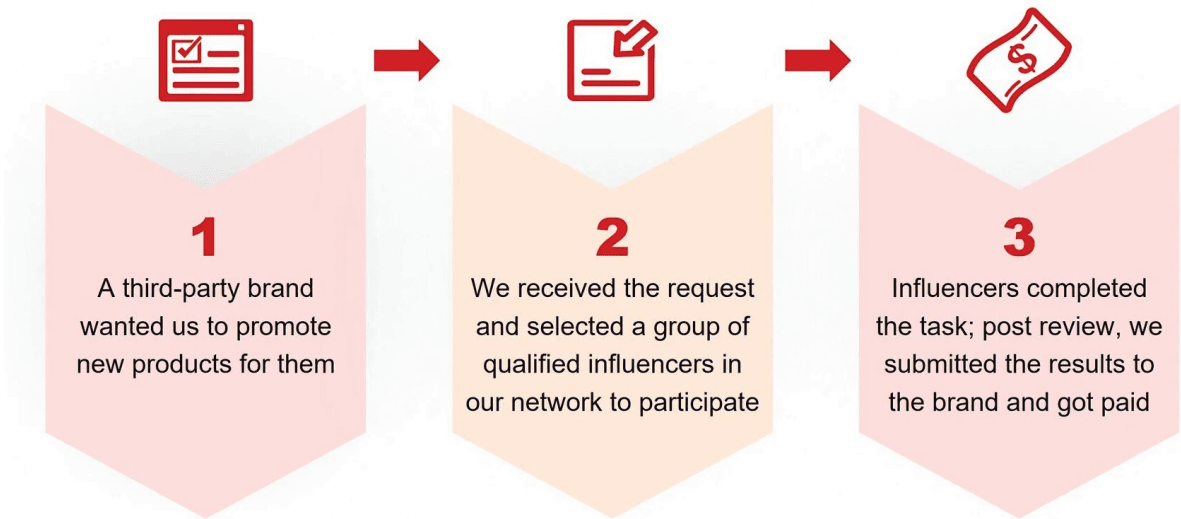 1
A third-party brand
wanted us to promote
new products for them
2
We received the request
and selected a group of
qualified influencers in
our network to participate
3
$
Influencers completed
the task; post review, we
submitted the results to
the brand and got paid